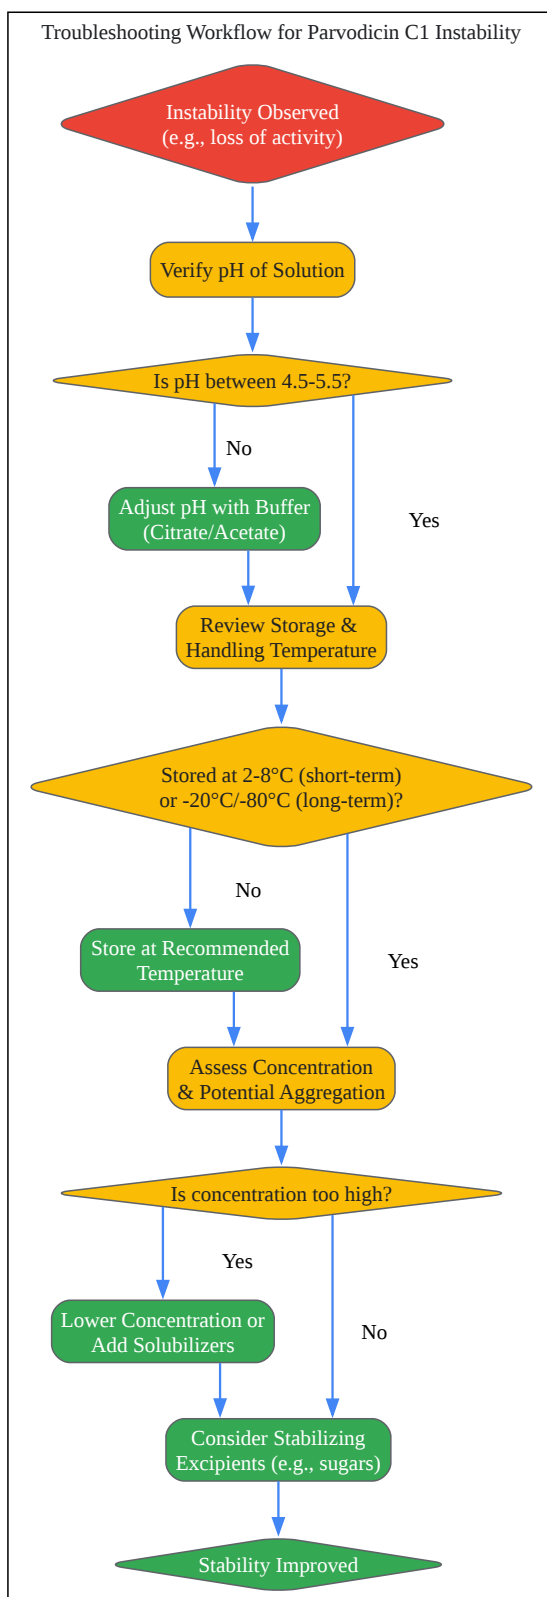 Troubleshooting Workflow for Parvodicin C1 Instability
Instability Observed
(e.g., loss of activity)
Verify pH of Solution
Is pH between 4.5-5.5?
No
Adjust pH with Buffer
(Citrate/Acetate)
Yes
Review Storage &
Handling Temperature
Stored at 2-8°C (short-term)
or -20°C/-80°C (long-term)?
No
Store at Recommended
Temperature
Yes
Assess Concentration
& Potential Aggregation
Is concentration too high?
Yes
Lower Concentration or
Add Solubilizers
No
Consider Stabilizing
Excipients (e.g., sugars)
Stability Improved